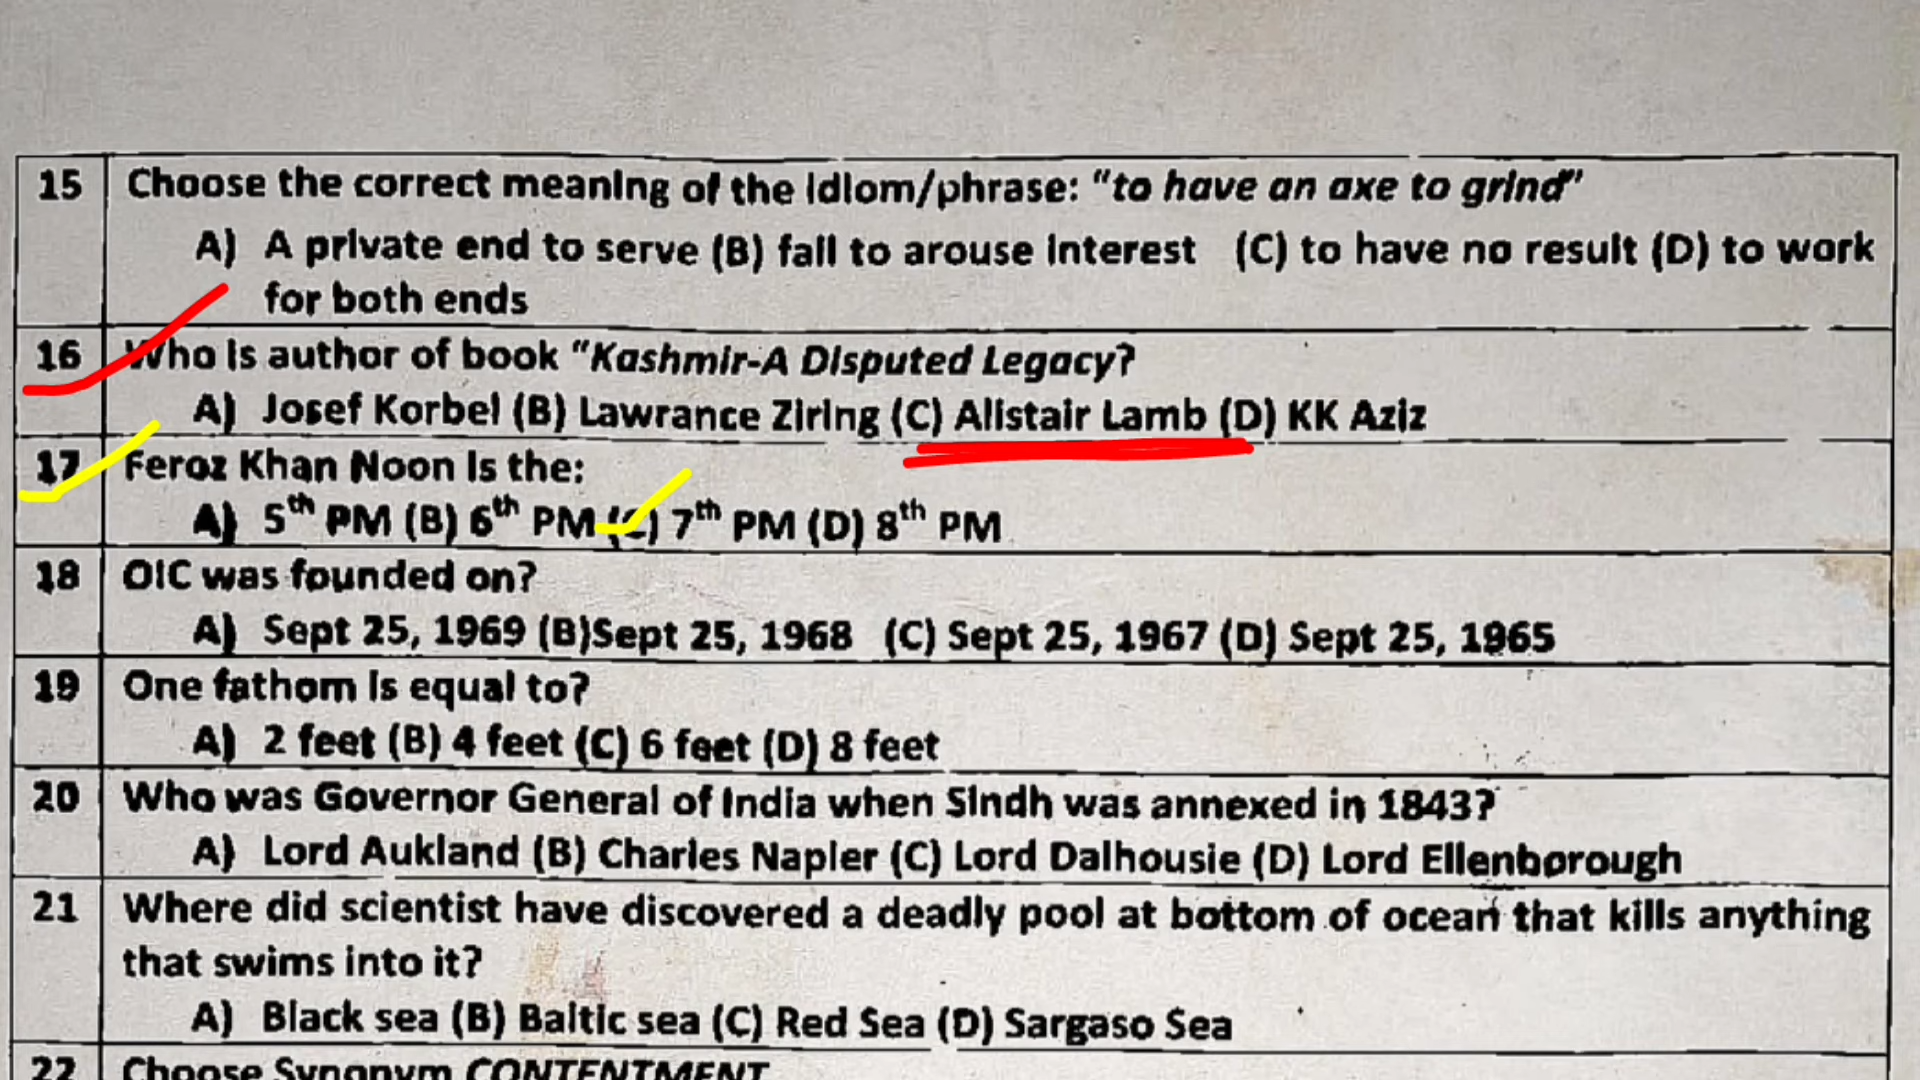 15 Choose the correct meaning of the idiom/phrase: "to have an axe to grind"
A) A private end to serve (B) fail to arouse interest (C) to have no result (D) to work
for both ends
16 Who is author of book "Kashmir-A Disputed Legacy?
A) Josef Korbel (B) Lawrance Ziring (C) Alistair Lamb (D) KK Aziz
17 Feroz Khan Noon is the:
A) 5th PM (B) 6th PM (C) 7th PM (D) 8th PM
18 OIC was founded on?
A) Sept 25, 1969 (B)Sept 25, 1968 (C) Sept 25, 1967 (D) Sept 25, 1965
19 One fathom is equal to?
A) 2 feet (B) 4 feet (C) 6 feet (D) 8 feet
20 Who was Governor General of India when Sindh was annexed in 1843?
A) Lord Aukland (B) Charles Napier (C) Lord Dalhousie (D) Lord Ellenborough
21 Where did scientist have discovered a deadly pool at bottom of ocean that kills anything
that swims into it?
A) Black sea (B) Baltic sea (C) Red Sea (D) Sargaso Sea
22 Choose Synonym CONTENTMENT